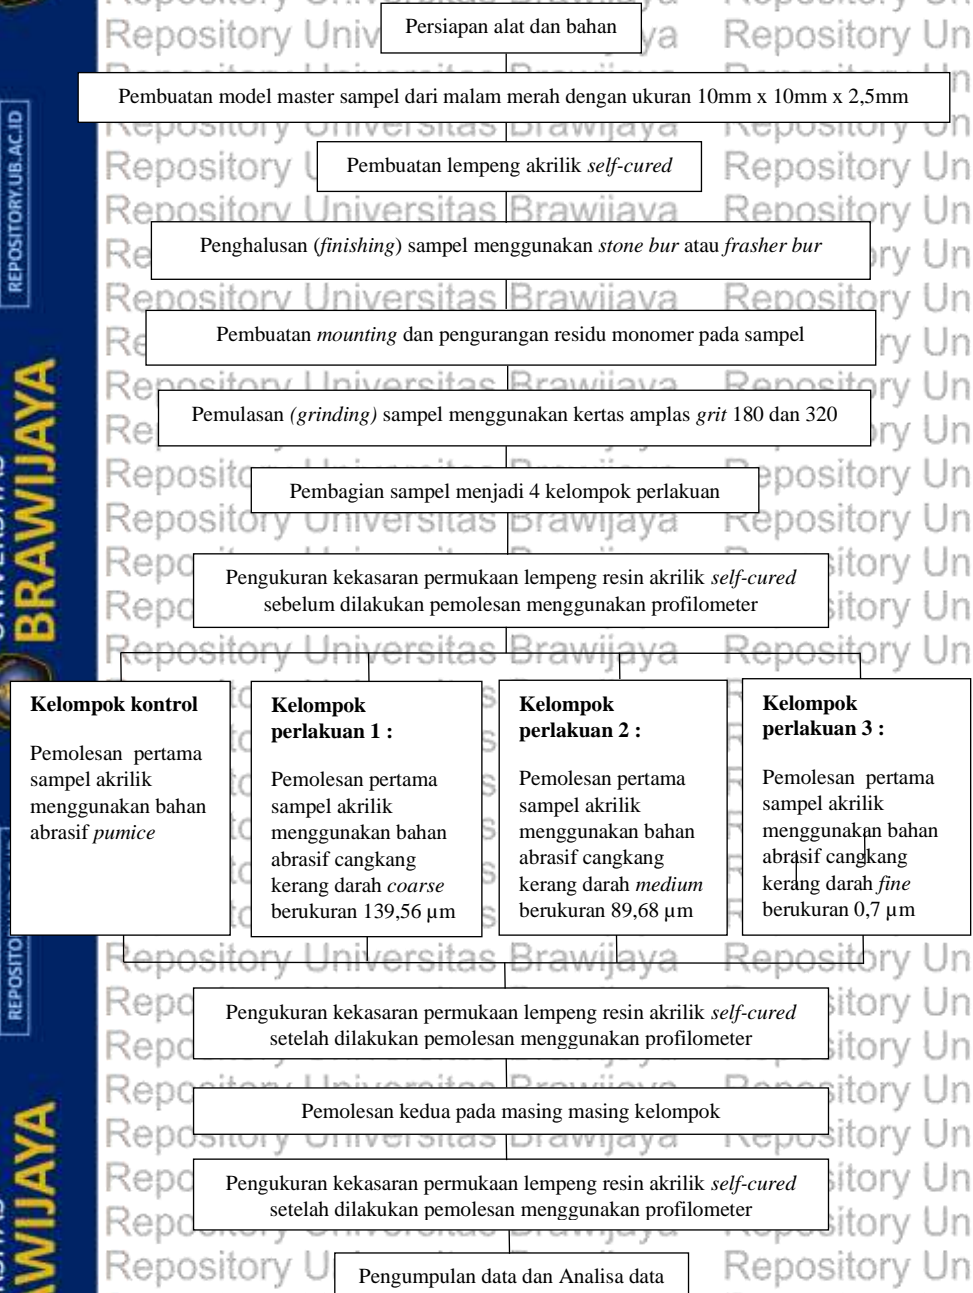 Persiapan alat dan bahan
Pembuatan model master sampel dari malam merah dengan ukuran 10mm x 10mm x 2,5mm
Pembuatan lempeng akrilik self-cured
Penghalusan (finishing) sampel menggunakan stone bur atau frasher bur
Pembuatan mounting dan pengurangan residu monomer pada sampel
Pemulasan (grinding) sampel menggunakan kertas amplas grit 180 dan 320
Pembagian sampel menjadi 4 kelompok perlakuan
Pengukuran kekasaran permukaan lempeng resin akrilik self-cured
sebelum dilakukan pemolesan menggunakan profilometer
Kelompok kontrol
Pemolesan pertama
sampel akrilik
menggunakan bahan
abrasif pumice
Kelompok
perlakuan 1 :
Pemolesan pertama
sampel akrilik
menggunakan bahan
abrasif cangkang
kerang darah coarse
berukuran 139,56 µm
Kelompok
perlakuan 2 :
Pemolesan pertama
sampel akrilik
menggunakan bahan
abrasif cangkang
kerang darah medium
berukuran 89,68 µm
Kelompok
perlakuan 3 :
Pemolesan pertama
sampel akrilik
menggunakan bahan
abrasif cangkang
kerang darah fine
berukuran 0,7 µm
Pengukuran kekasaran permukaan lempeng resin akrilik self-cured
setelah dilakukan pemolesan menggunakan profilometer
Pemolesan kedua pada masing masing kelompok
Pengukuran kekasaran permukaan lempeng resin akrilik self-cured
setelah dilakukan pemolesan menggunakan profilometer
Pengumpulan data dan Analisa data
REPOSITORY.UB.AC.ID
BRAWIJAYA
Repository Universitas Brawijaya